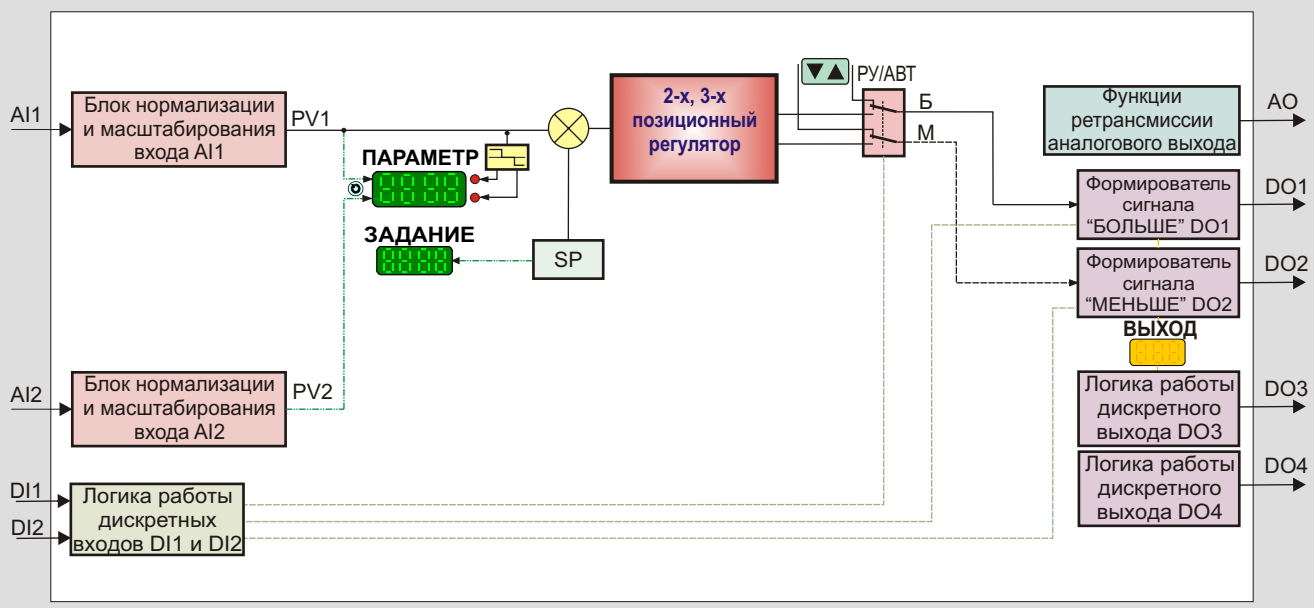 AI1
Блок нормализации
и масштабирования
входа AI1
PV1
ПАРАМЕТР
ЗАДАНИЕ
SP
2-х, 3-х
позиционный
регулятор
РУ/АВТ
Б
М
Функции
ретрансмиссии
аналогового выхода
AO
Формирователь
сигнала
“БОЛЬШЕ” DO1
DO1
Формирователь
сигнала
“МЕНЬШЕ” DO2
DO2
ВЫХОД
AI2
Блок нормализации
и масштабирования
входа AI2
PV2
Логика работы
дискретного
выхода DO3
DO3
Логика работы
дискретного
выхода DO4
DO4
DI1
DI2
Логика работы
дискретных
входов DI1 и DI2